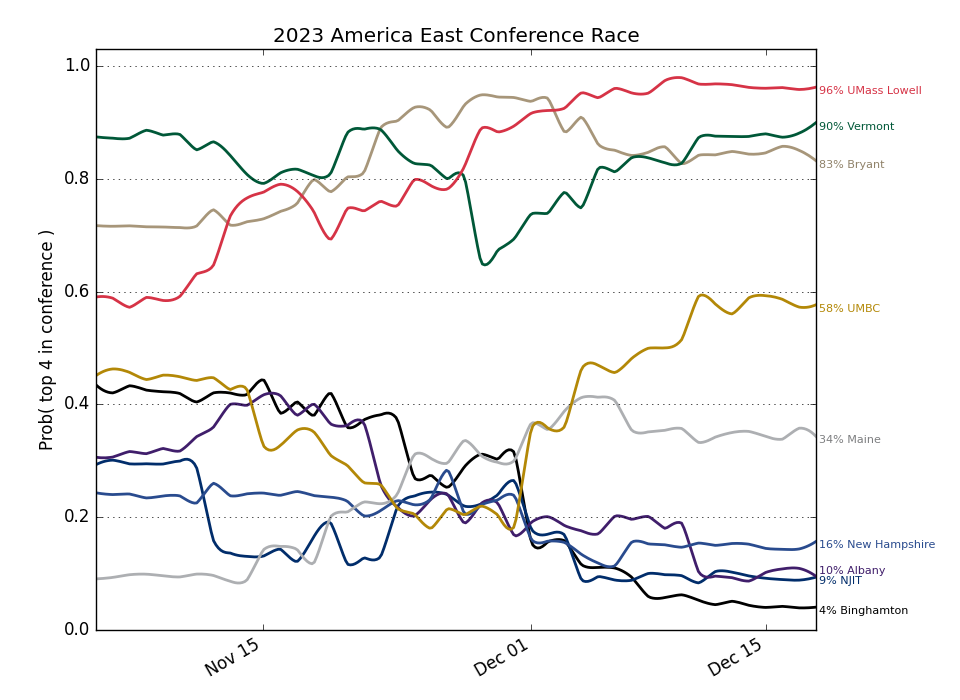 2023 America East Conference Race
Prob( top 4 in conference )
1.0
0.8
0.6
0.4
0.2
0.0
Nov 15
Dec 01
Dec 15
96% UMass Lowell
90% Vermont
83% Bryant
58% UMBC
34% Maine
16% New Hampshire
10% Albany
9% NJIT
4% Binghamton